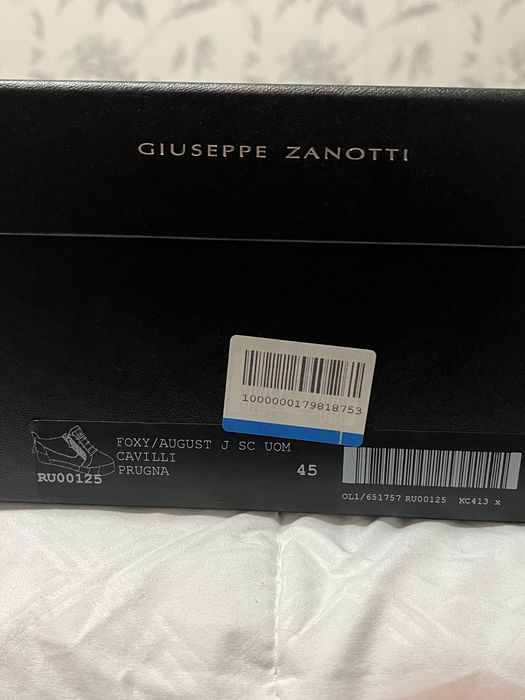 GIUSEPPE ZANOTTI
1000000179818753
FOXY/AUGUST J SC UOM
CAVILLI
PRUGNA 45
RU00125
OL1/651757 RU00125 KC413 x